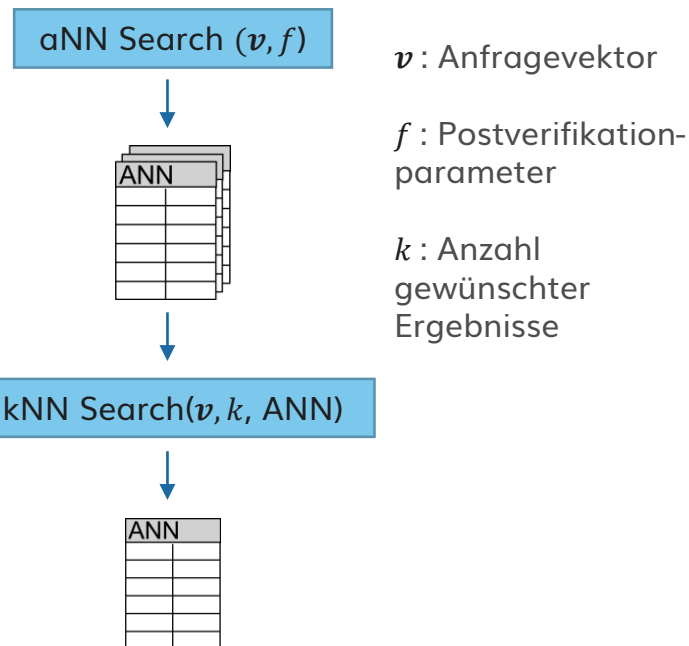 aNN Search (v, f)
ANN
kNN Search(v, k, ANN)
ANN
v : Anfragevektor
f : Postverifikation-
parameter
k : Anzahl
gewünschter
Ergebnisse